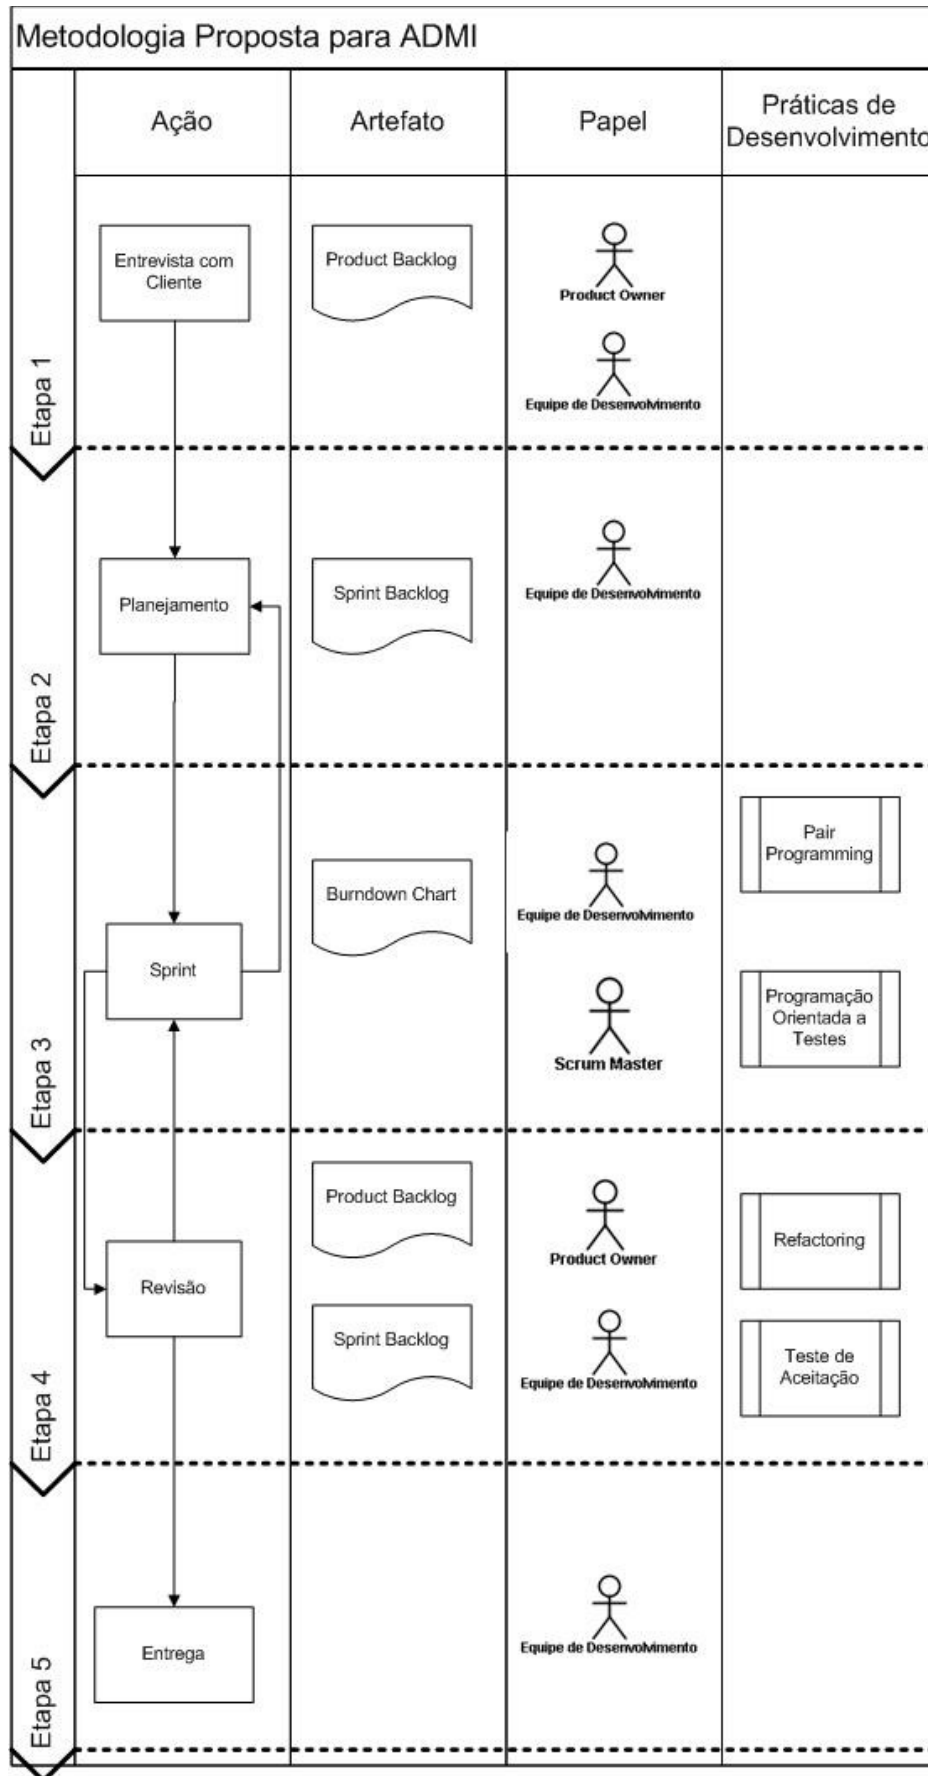 Metodologia Proposta para ADMI
Ação
Artefato
Papel
Práticas de
Desenvolvimento
Etapa 1
Entrevista com
Cliente
Product Backlog
Product Owner
Equipe de Desenvolvimento
Etapa 2
Planejamento
Sprint Backlog
Equipe de Desenvolvimento
Etapa 3
Sprint
Burndown Chart
Equipe de Desenvolvimento
Scrum Master
Pair
Programming
Programação
Orientada a
Testes
Etapa 4
Revisão
Product Backlog
Sprint Backlog
Product Owner
Equipe de Desenvolvimento
Refactoring
Teste de
Aceitação
Etapa 5
Entrega
Equipe de Desenvolvimento